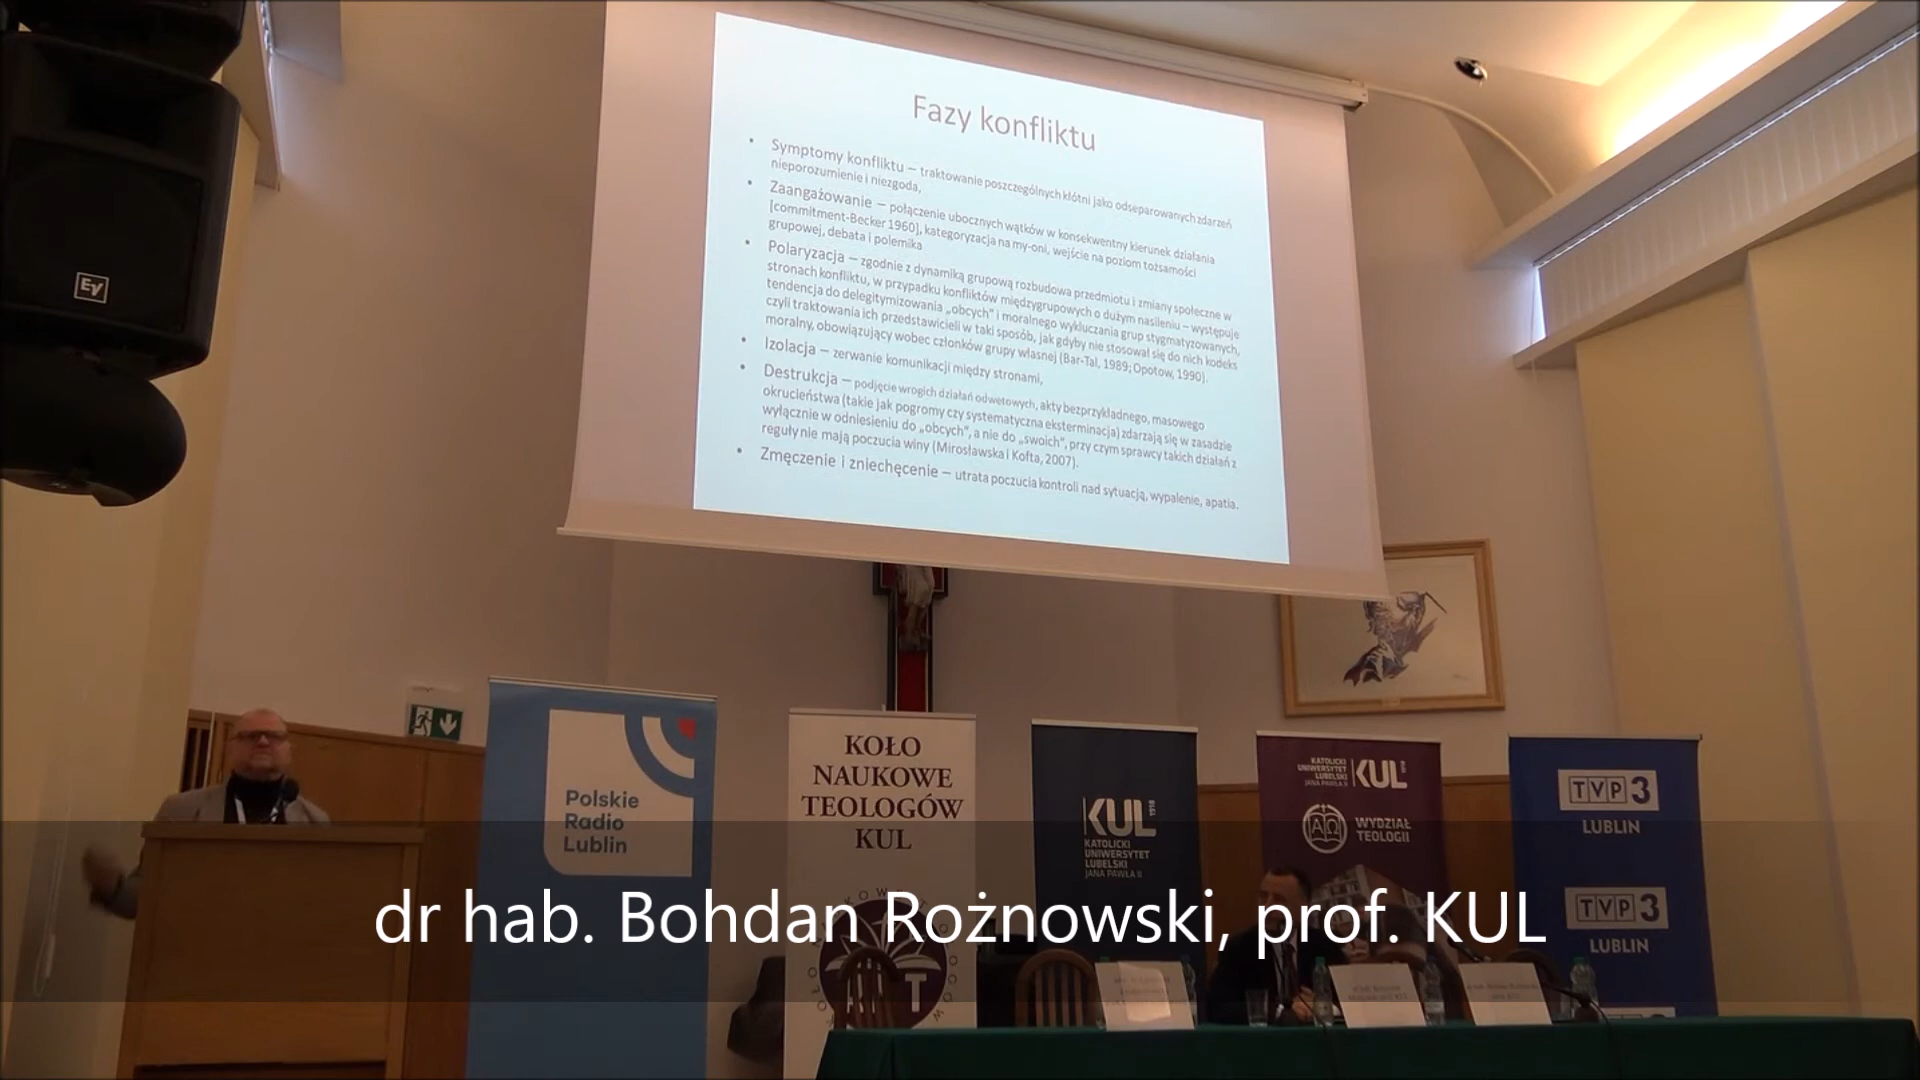 Fazy konfliktu
• Symptomy konfliktu – traktowanie poszczególnych kłótni jako odseparowanych zdarzeń
nieporozumienie i niezgoda,
• Zaangażowanie – połączenie ubocznych wątków w konsekwentny kierunek działania
[commitment-Becker 1960], kategoryzacja na my-oni, wejście na poziom tożsamości
grupowej, debata i polemika
• Polaryzacja – zgodnie z dynamiką grupową rozbudowa przedmiotu i zmiany społeczne w
stronach konfliktu, w przypadku konfliktów międzygrupowych o dużym nasileniu – występuje
tendencja do delegitymizowania „obcych” i moralnego wykluczania grup stygmatyzowanych,
czyli traktowania ich przedstawicieli w taki sposób, jak gdyby nie stosował się do nich kodeks
moralny, obowiązujący wobec członków grupy własnej (Bar-Tal, 1989; Opotow, 1990).
• Izolacja – zerwanie komunikacji między stronami,
• Destrukcja – podjęcie wrogich działań odwetowych, akty bezprzykładnego, masowego
okrucieństwa (takie jak pogromy czy systematyczna eksterminacja) zdarzają się w zasadzie
wyłącznie w odniesieniu do „obcych”, a nie do „swoich”, przy czym sprawcy takich działań z
reguły nie mają poczucia winy (Mirosławska i Kofta, 2007).
• Zmęczenie i zniechęcenie – utrata poczucia kontroli nad sytuacją, wypalenie, apatia.
EV
Polskie
Radio
Lublin
KOŁO
NAUKOWE
TEOLOGÓW
KUL
KUL 1918
KATOLICKI
UNIWERSYTET
LUBELSKI
JANA PAWŁA II
KATOLICKI
UNIWERSYTET
LUBELSKI
JANA PAWŁA II
KUL 1918
WYDZIAŁ
TEOLOGII
TVP3
LUBLIN
TVP3
LUBLIN
dr hab. Bohdan Rożnowski, prof. KUL